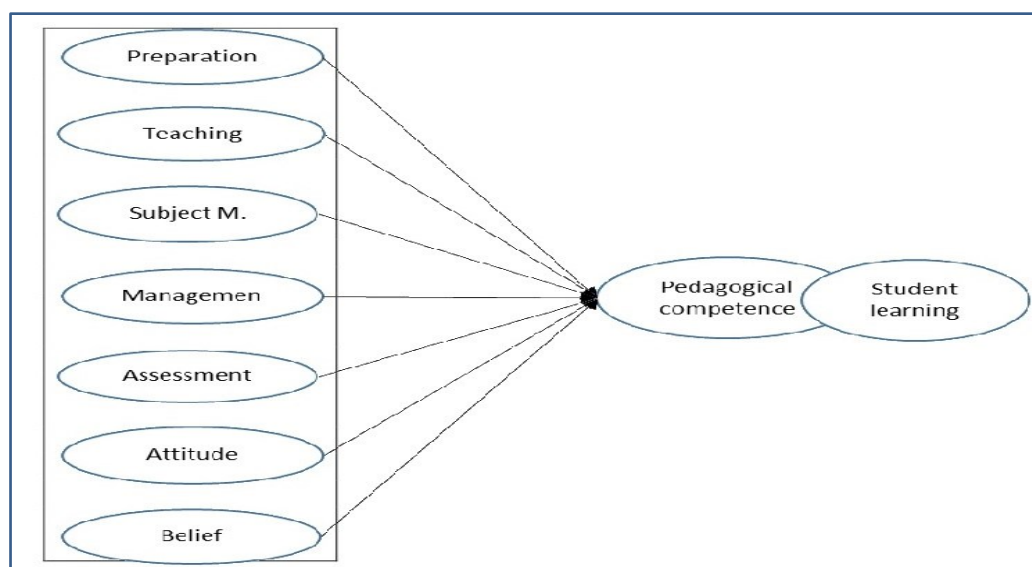 Preparation
Teaching
Subject M.
Managemen
Assessment
Attitude
Belief
Pedagogical
competence
Student
learning